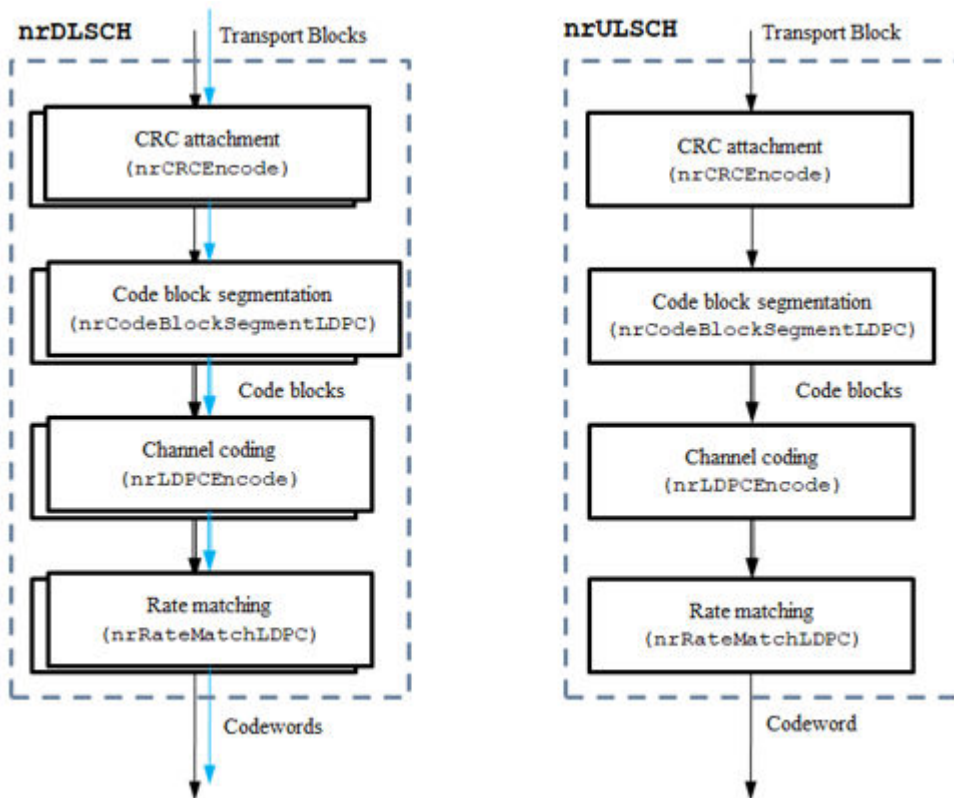 nrDLSCH
Transport Blocks
CRC attachment
(nrCRCEncode)
Code block segmentation
(nrCodeBlockSegmentLDPC)
Code blocks
Channel coding
(nrLDPCEncode)
Rate matching
(nrRateMatchLDPC)
Codewords
nrULSCH
Transport Block
CRC attachment
(nrCRCEncode)
Code block segmentation
(nrCodeBlockSegmentLDPC)
Code blocks
Channel coding
(nrLDPCEncode)
Rate matching
(nrRateMatchLDPC)
Codeword